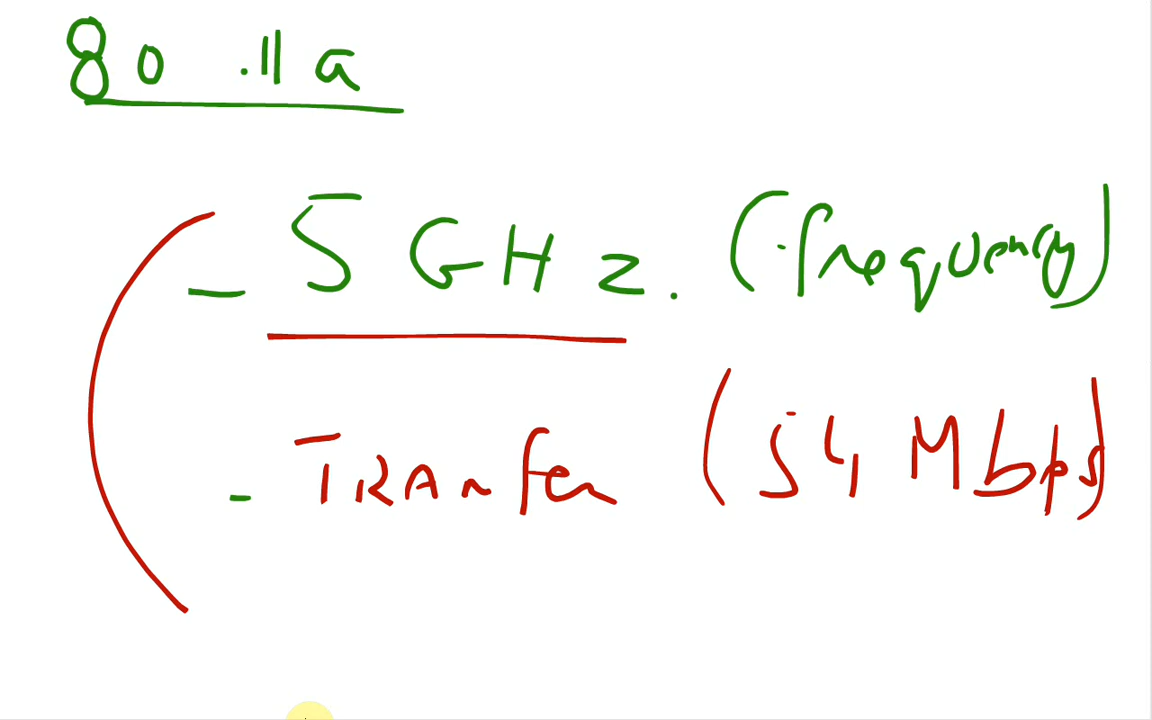 80 .11a
- 5 GHz. (frequency)
- TRAnfer (54 Mbps)